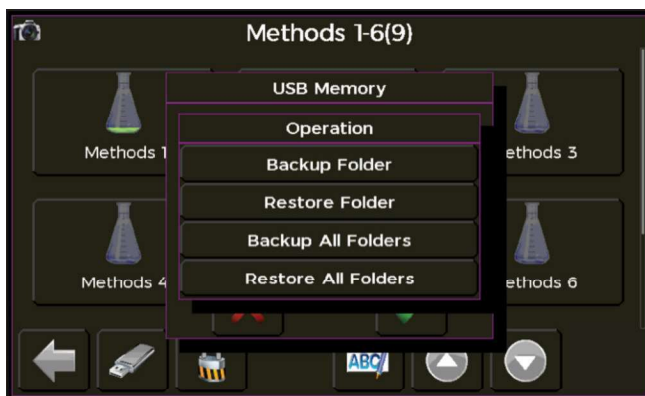 Methods 1-6(9)
USB Memory
Operation
Methods 1
ethods 3
Backup Folder
Restore Folder
Backup All Folders
Methods 4
Restore All Folders
ethods 6
ABC